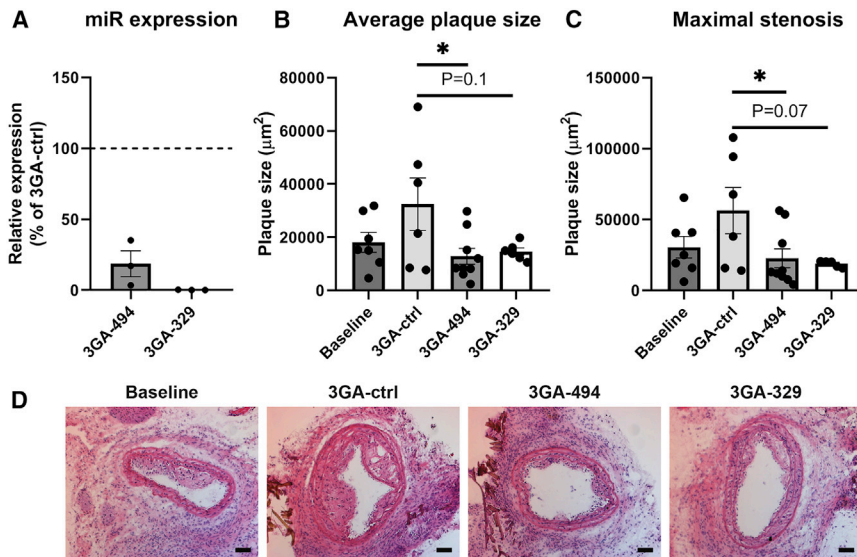 A miR expression
Relative expression
(% of 3GA-ctrl)
150
100
50
0
3GA-494
3GA-329
B Average plaque size
*
P=0.1
Plaque size (μm²)
80000
60000
40000
20000
0
Baseline
3GA-ctrl
3GA-494
3GA-329
C Maximal stenosis
*
P=0.07
Plaque size (μm²)
150000
100000
50000
0
Baseline
3GA-ctrl
3GA-494
3GA-329
D Baseline 3GA-ctrl 3GA-494 3GA-329